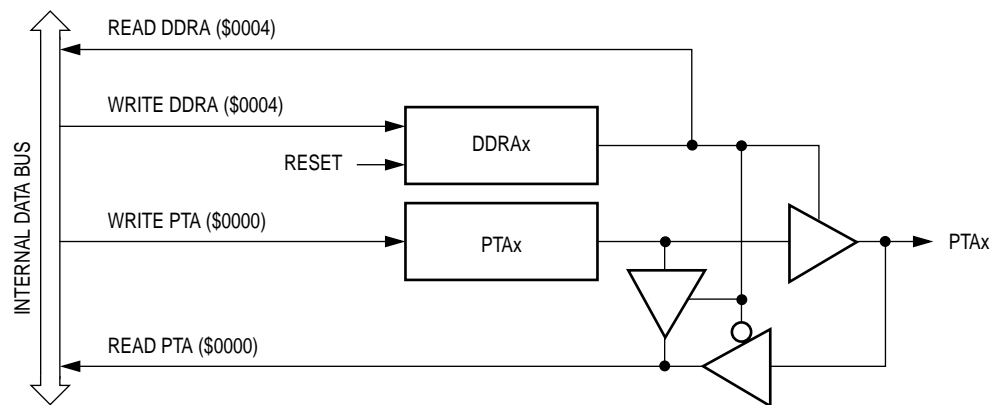 READ DDRA ($0004)
WRITE DDRA ($0004)
DDRAx
RESET
INTERNAL DATA BUS
WRITE PTA ($0000)
PTAx
PTAx
READ PTA ($0000)